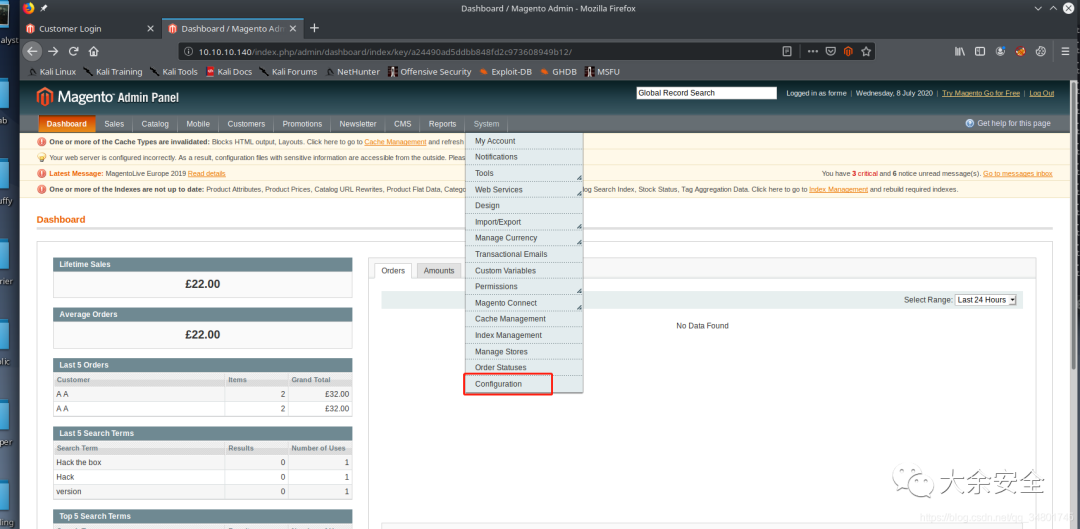 Dashboard / Magento Admin - Mozilla Firefox
Customer Login
Dashboard / Magento Adm
10.10.10.140/index.php/admin/dashboard/index/key/a24490ad5ddbb848fd2c973608949b12/
Kali Linux Kali Training Kali Tools Kali Docs Kali Forums NetHunter Offensive Security Exploit-DB GHDB MSFU
Magento Admin Panel
Global Record Search
Logged in as forme | Wednesday, 8 July 2020 | Try Magento Go for Free | Log Out
Dashboard Sales Catalog Mobile Customers Promotions Newsletter CMS Reports System
Get help for this page
One or more of the Cache Types are invalidated: Blocks HTML output, Layouts. Click here to go to Cache Management and refresh
Your web server is configured incorrectly. As a result, configuration files with sensitive information are accessible from the outside. Pleas
Latest Message: MagentoLive Europe 2019 Read details
You have 3 critical and 6 notice unread message(s). Go to messages inbox
One or more of the Indexes are not up to date: Product Attributes, Product Prices, Catalog URL Rewrites, Product Flat Data, Catego
log Search Index, Stock Status, Tag Aggregation Data. Click here to go to Index Management and rebuild required indexes.
My Account
Notifications
Tools
Web Services
Design
Import/Export
Manage Currency
Transactional Emails
Custom Variables
Permissions
Magento Connect
Cache Management
Index Management
Manage Stores
Order Statuses
Configuration
Dashboard
Lifetime Sales
£22.00
Average Orders
£22.00
Last 5 Orders
Customer Items Grand Total
A A 2 £32.00
A A 2 £32.00
Last 5 Search Terms
Search Term Results Number of Uses
Hack the box 0 1
Hack 0 1
version 0 1
Top 5 Search Terms
Orders Amounts
Select Range: Last 24 Hours
No Data Found
大余安全